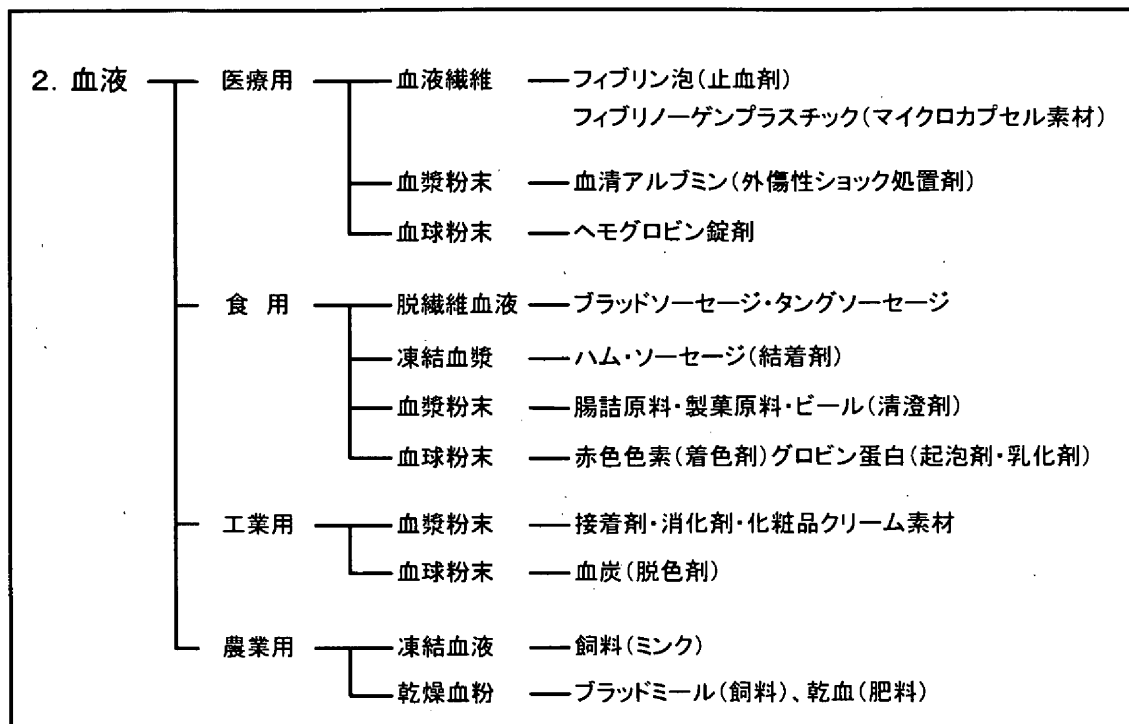 2. 血液 医療用 血液繊維 フィブリン泡(止血剤)
フィブリノーゲンプラスチック(マイクロカプセル素材)
血漿粉末 血清アルブミン(外傷性ショック処置剤)
血球粉末 ヘモグロビン錠剤
食 用 脱繊維血液 ブラッドソーセージ・タングソーセージ
凍結血漿 ハム・ソーセージ(結着剤)
血漿粉末 腸詰原料・製菓原料・ビール(清澄剤)
血球粉末 赤色色素(着色剤)グロビン蛋白(起泡剤・乳化剤)
工業用 血漿粉末 接着剤・消化剤・化粧品クリーム素材
血球粉末 血炭(脱色剤)
農業用 凍結血液 飼料(ミンク)
乾燥血粉 ブラッドミール(飼料)、乾血(肥料)